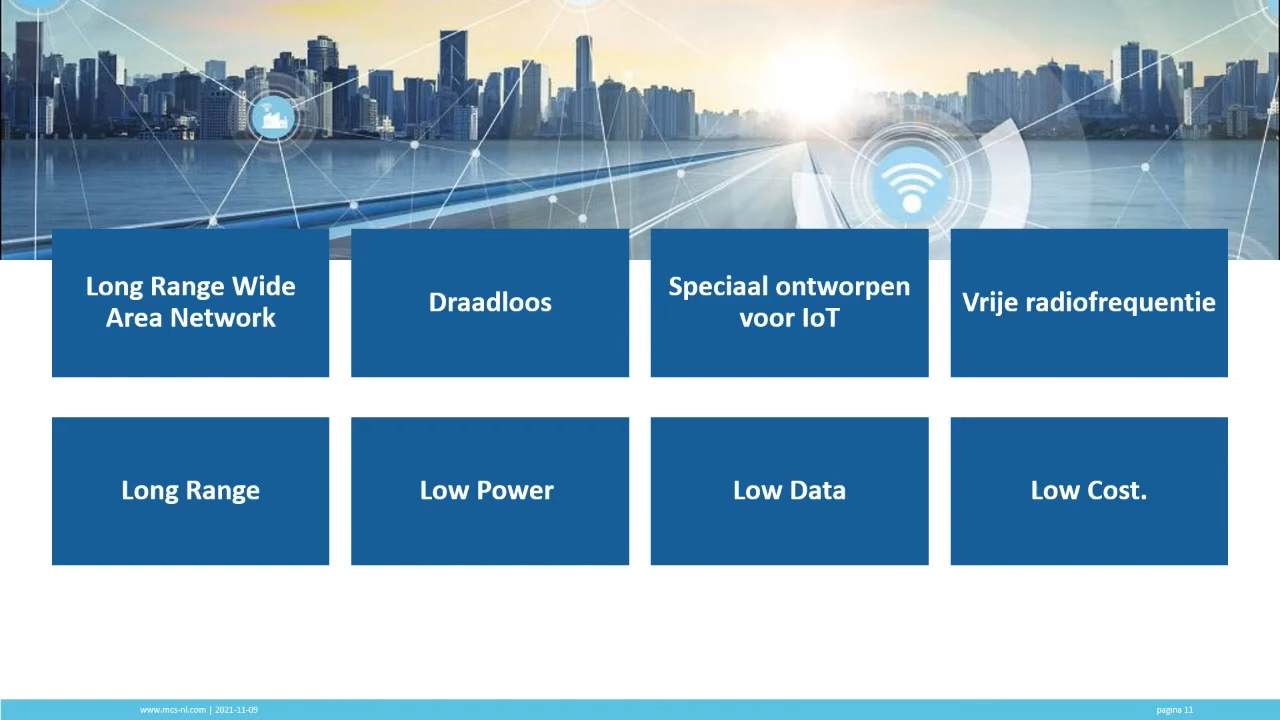 Long Range Wide
Area Network
Draadloos
Speciaal ontworpen
voor IoT
Vrije radiofrequentie
Long Range
Low Power
Low Data
Low Cost.
www.mcs-nl.com | 2021-11-09
pagina 11